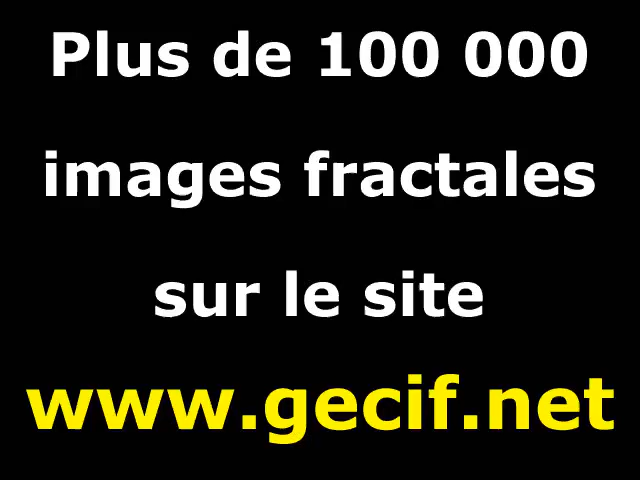 Plus de 100 000
images fractales
sur le site
www.gecif.net